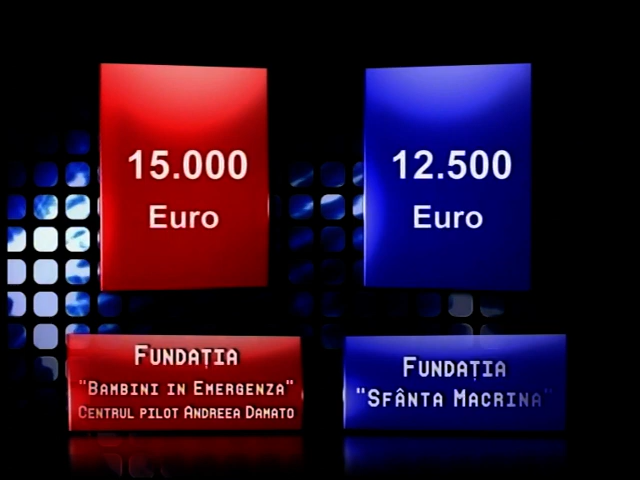 15.000
Euro
FUNDAȚIA
"BAMBINI IN EMERGENZA"
CENTRUL PILOT ANDREEA DAMATO
12.500
Euro
FUNDAȚIA
"SFÂNTA MACRINA"